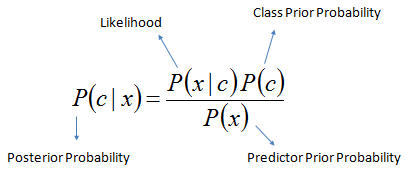 Likelihood
Class Prior Probability
P(c | x) = P(x | c)P(c) / P(x)
Posterior Probability
Predictor Prior Probability